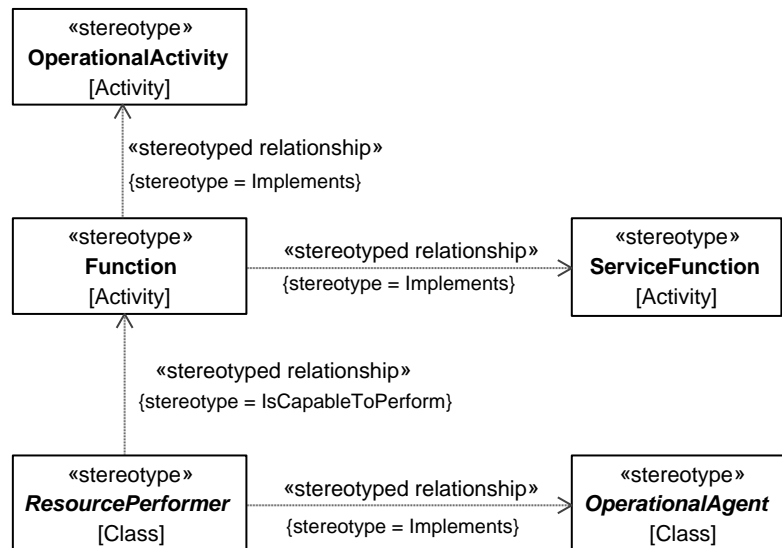 «stereotype»
OperationalActivity
[Activity]
«stereotyped relationship»
{stereotype = Implements}
«stereotype»
Function
[Activity]
«stereotyped relationship»
{stereotype = Implements}
«stereotype»
ServiceFunction
[Activity]
«stereotyped relationship»
{stereotype = IsCapableToPerform}
«stereotype»
ResourcePerformer
[Class]
«stereotyped relationship»
{stereotype = Implements}
«stereotype»
OperationalAgent
[Class]